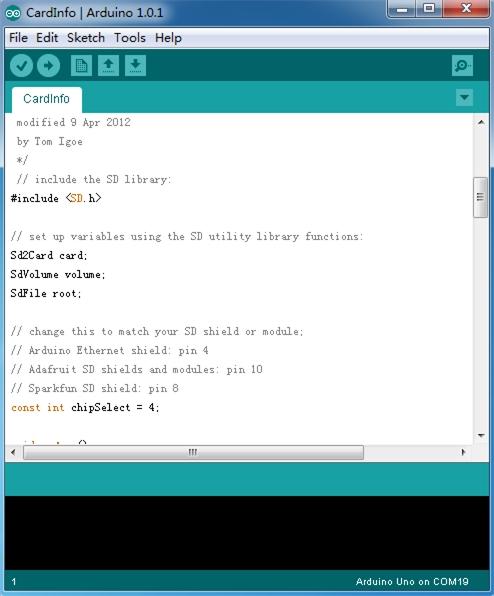 CardInfo | Arduino 1.0.1
File Edit Sketch Tools Help
CardInfo
modified 9 Apr 2012
by Tom Igoe
*/
// include the SD library:
#include <SD.h>
// set up variables using the SD utility library functions:
Sd2Card card;
SdVolume volume;
SdFile root;
// change this to match your SD shield or module;
// Arduino Ethernet shield: pin 4
// Adafruit SD shields and modules: pin 10
// Sparkfun SD shield: pin 8
const int chipSelect = 4;
1
Arduino Uno on COM19